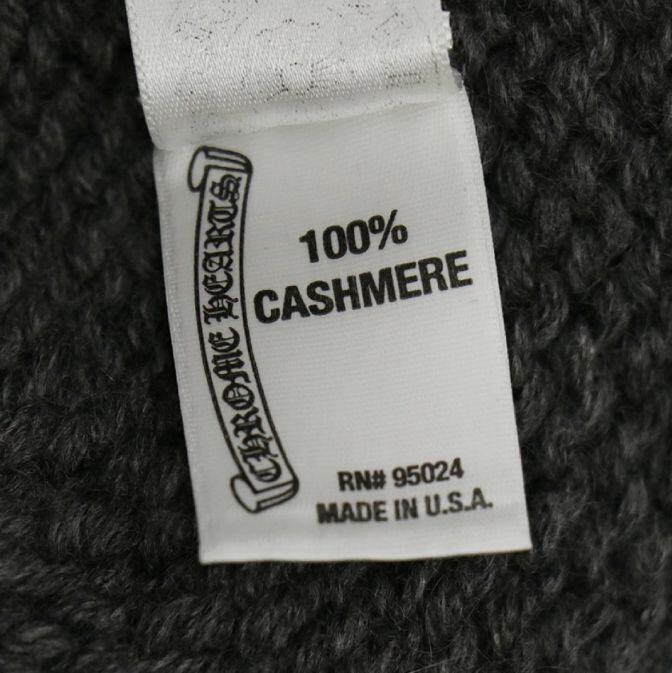 CHROME HEARTS
100%
CASHMERE
RN# 95024
MADE IN U.S.A.